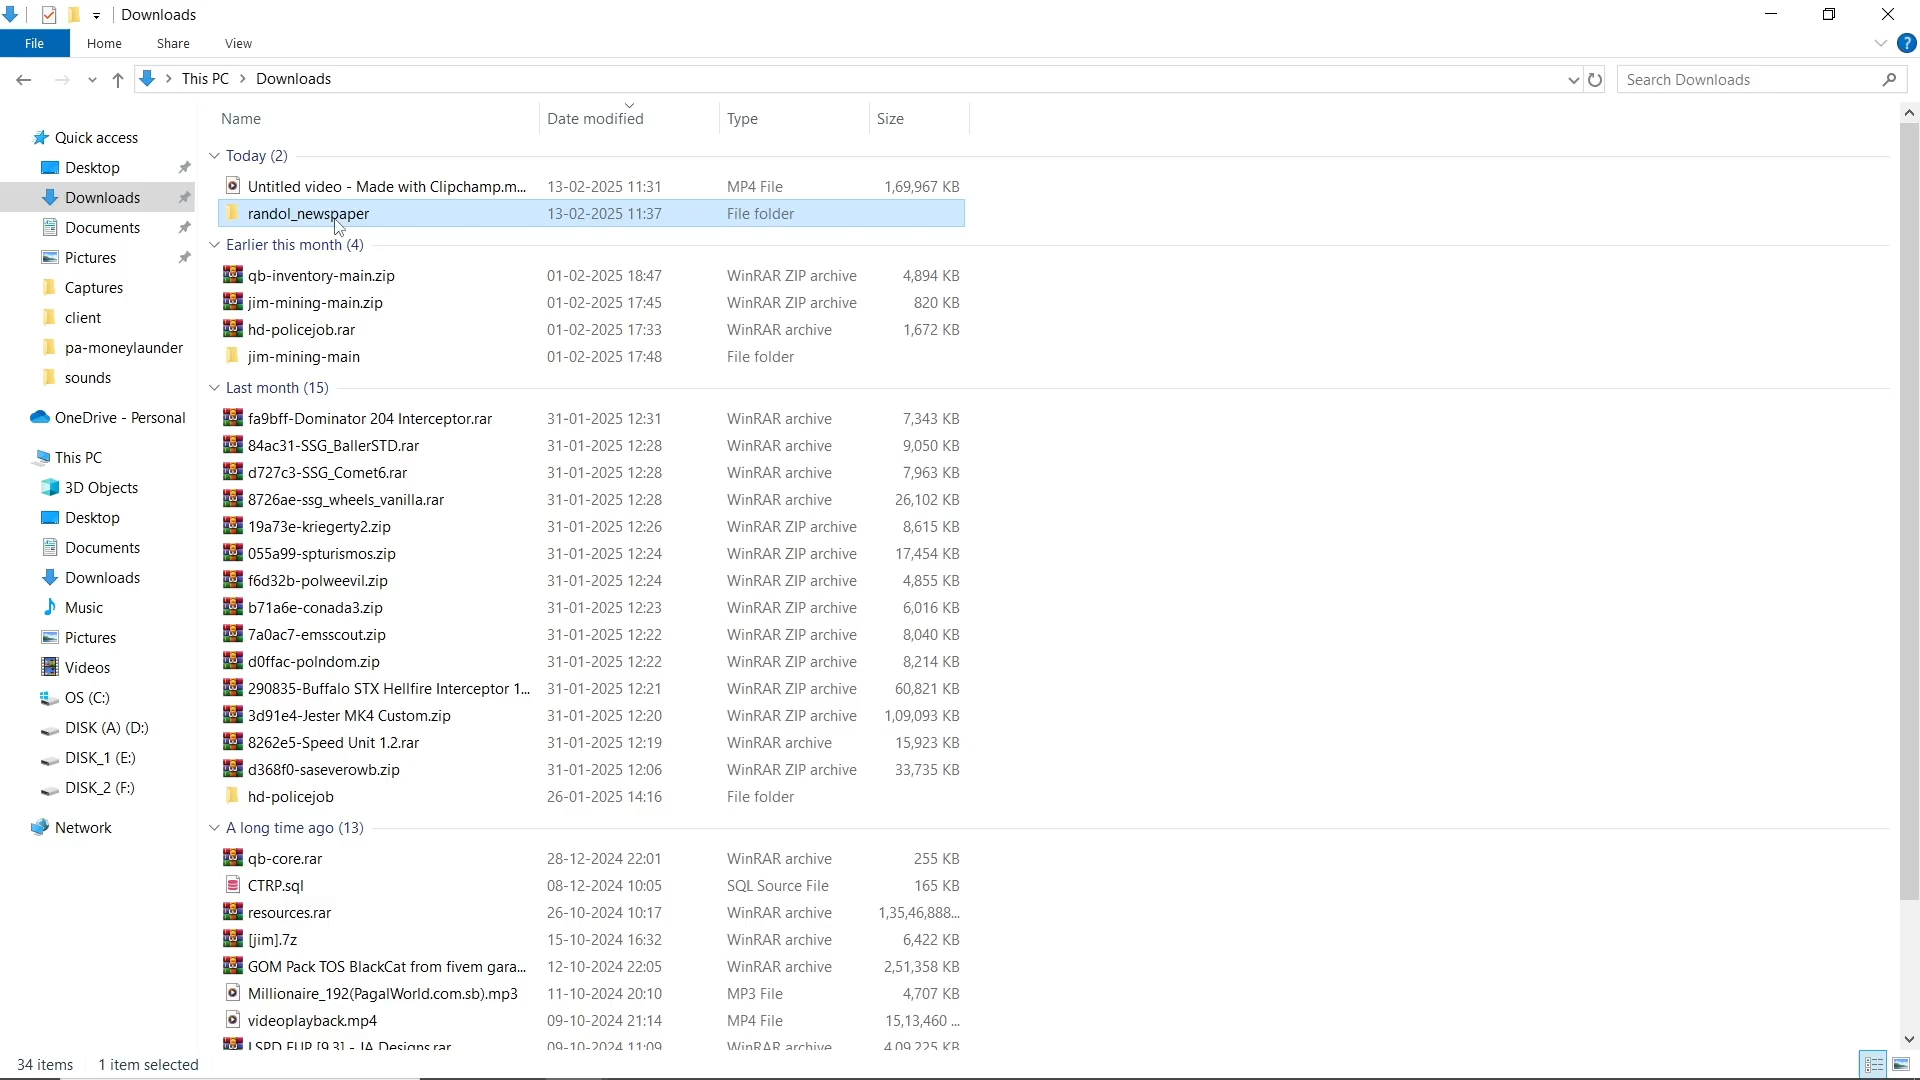 Downloads
File Home Share View
This PC Downloads
Search Downloads
Name Date modified Type Size
Quick access
Desktop
Downloads
Documents
Pictures
Captures
client
pa-moneylaunder
sounds
OneDrive - Personal
This PC
3D Objects
Desktop
Documents
Downloads
Music
Pictures
Videos
OS (C:)
DISK (A) (D:)
DISK_1 (E:)
DISK_2 (F:)
Network
Today (2)
Untitled video - Made with Clipchamp.m... 13-02-2025 11:31 MP4 File 1,69,967 KB
randol_newspaper 13-02-2025 11:37 File folder
Earlier this month (4)
qb-inventory-main.zip 01-02-2025 18:47 WinRAR ZIP archive 4,894 KB
jim-mining-main.zip 01-02-2025 17:45 WinRAR ZIP archive 820 KB
hd-policejob.rar 01-02-2025 17:33 WinRAR archive 1,672 KB
jim-mining-main 01-02-2025 17:48 File folder
Last month (15)
fa9bff-Dominator 204 Interceptor.rar 31-01-2025 12:31 WinRAR archive 7,343 KB
84ac31-SSG_BallerSTD.rar 31-01-2025 12:28 WinRAR archive 9,050 KB
d727c3-SSG_Comet6.rar 31-01-2025 12:28 WinRAR archive 7,963 KB
8726ae-ssg_wheels_vanilla.rar 31-01-2025 12:28 WinRAR archive 26,102 KB
19a73e-kriegerty2.zip 31-01-2025 12:26 WinRAR ZIP archive 8,615 KB
055a99-spturismos.zip 31-01-2025 12:24 WinRAR ZIP archive 17,454 KB
f6d32b-polweevil.zip 31-01-2025 12:24 WinRAR ZIP archive 4,855 KB
b71a6e-conada3.zip 31-01-2025 12:23 WinRAR ZIP archive 6,016 KB
7a0ac7-emsscout.zip 31-01-2025 12:22 WinRAR ZIP archive 8,040 KB
d0ffac-polndom.zip 31-01-2025 12:22 WinRAR ZIP archive 8,214 KB
290835-Buffalo STX Hellfire Interceptor 1... 31-01-2025 12:21 WinRAR ZIP archive 60,821 KB
3d91e4-Jester MK4 Custom.zip 31-01-2025 12:20 WinRAR ZIP archive 1,09,093 KB
8262e5-Speed Unit 1.2.rar 31-01-2025 12:19 WinRAR archive 15,923 KB
d368f0-saseverowb.zip 31-01-2025 12:06 WinRAR ZIP archive 33,735 KB
hd-policejob 26-01-2025 14:16 File folder
A long time ago (13)
qb-core.rar 28-12-2024 22:01 WinRAR archive 255 KB
CTRP.sql 08-12-2024 10:05 SQL Source File 165 KB
resources.rar 26-10-2024 10:17 WinRAR archive 1,35,46,888...
[jim].7z 15-10-2024 16:32 WinRAR archive 6,422 KB
GOM Pack TOS BlackCat from fivem gara... 12-10-2024 22:05 WinRAR archive 2,51,358 KB
Millionaire_192(PagalWorld.com.sb).mp3 11-10-2024 20:10 MP3 File 4,707 KB
videoplayback.mp4 09-10-2024 21:14 MP4 File 15,13,460 ...
LSPD EUP [9.3] - JA Designs.rar 09-10-2024 11:09 WinRAR archive 4,09,225 KB
34 items 1 item selected